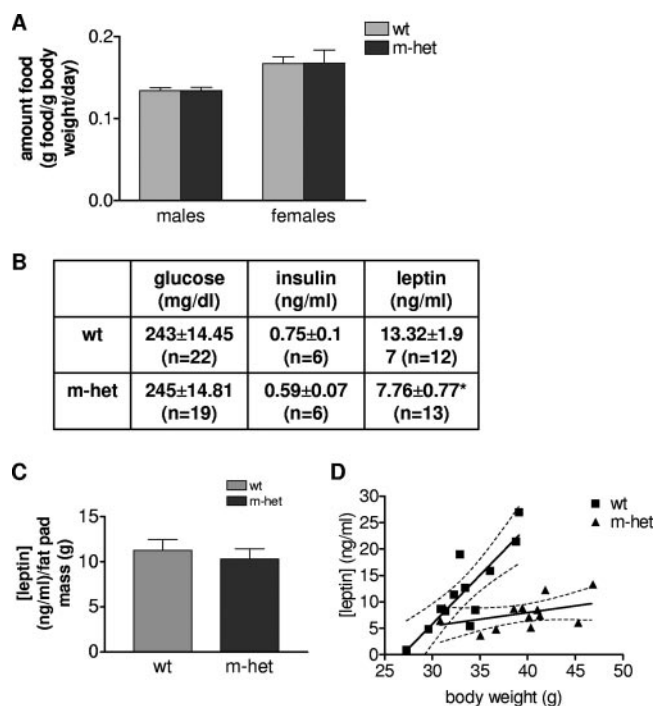 A
amount food
(g food/g body
weight/day)
0.2
0.1
0.0
males
females
wt
m-het
B
glucose
(mg/dl)
insulin
(ng/ml)
leptin
(ng/ml)
wt
243±14.45
(n=22)
0.75±0.1
(n=6)
13.32±1.9
7 (n=12)
m-het
245±14.81
(n=19)
0.59±0.07
(n=6)
7.76±0.77*
(n=13)
C
wt
m-het
[leptin]
(ng/ml)/fat pad
mass (g)
15
10
5
0
wt
m-het
D
wt
m-het
[leptin] (ng/ml)
30
25
20
15
10
5
0
25
30
35
40
45
50
body weight (g)